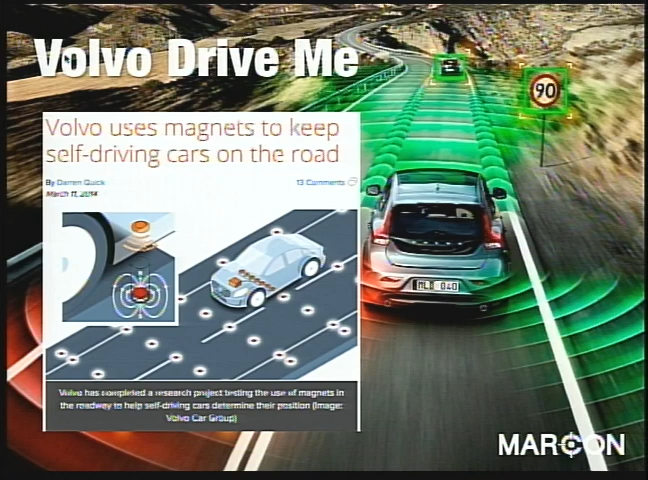 Volvo Drive Me
Volvo uses magnets to keep
self-driving cars on the road
By Darren Quick
13 Comments
March 11, 2014
Volvo has completed a research project testing the use of magnets in
the roadway to help self-driving cars determine their position (Image:
Volvo Car Group)
90
VOLVO
MLB 040
MARCON